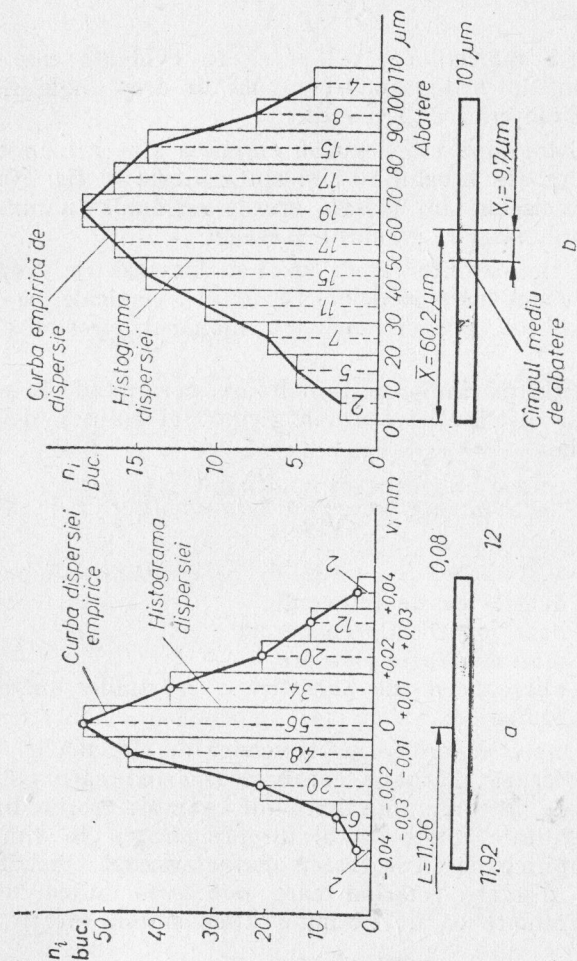 n_i
buc.
50
40
30
20
10
0
Curba dispersiei
empirice
Histograma
dispersiei
2
6
20
48
56
34
20
12
2
-0.04
-0.03
-0.02
-0.01
0
+0.01
+0.02
+0.03
+0.04
v, mm
L=11.96
11,92
0,08
12
a
n_i
buc.
15
10
5
0
Curba empirică de
dispersie
Histograma
dispersiei
2
5
7
11
15
17
19
17
15
8
4
0
10
20
30
40
50
60
70
80
90
100
110 μm
Abatere
X̄ = 60.2 μm
X₁ = 9.7 μm
101 μm
Cîmpul mediu
de abatere
b